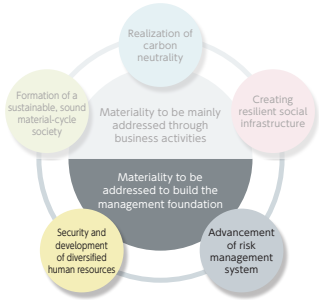 Realization of
carbon
neutrality
Formation of a
sustainable, sound
material-cycle
society
Creating
resilient social
infrastructure
Materiality to be mainly
addressed through
business activities
Materiality to be
addressed to build the
management foundation
Security and
development
of diversified
human resources
Advancement
of risk
management
system